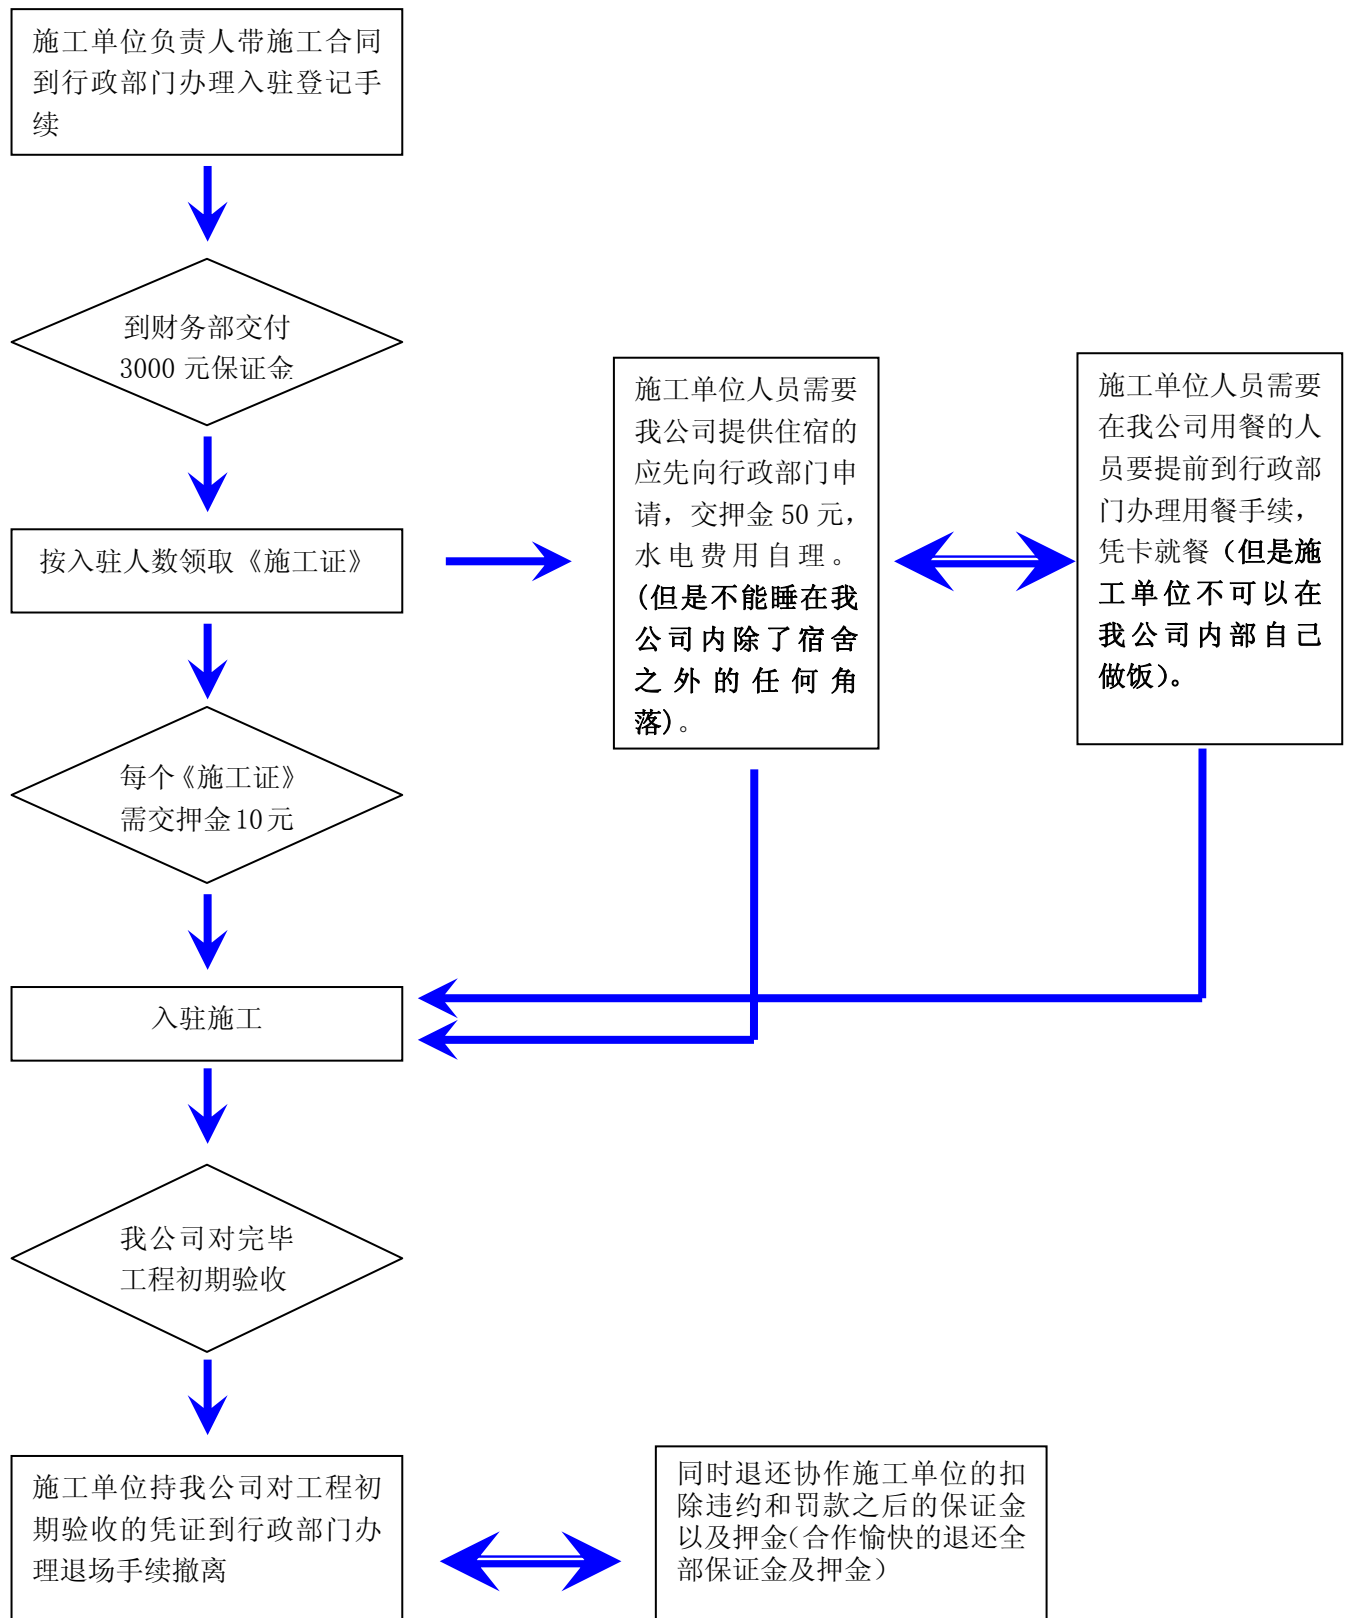 施工单位负责人带施工合同
到行政部门办理入驻登记手
续
到财务部交付
3000 元保证金
按入驻人数领取《施工证》
施工单位人员需要
我公司提供住宿的
应先向行政部门申
请，交押金 50 元，
水电费用自理。
(但是不能睡在我
公司内除了宿舍
之外的任何角
落)。
施工单位人员需要
在我公司用餐的人
员要提前到行政部
门办理用餐手续，
凭卡就餐（但是施
工单位不可以在
我公司内部自己
做饭)。
每个《施工证》
需交押金10元
入驻施工
我公司对完毕
工程初期验收
施工单位持我公司对工程初
期验收的凭证到行政部门办
理退场手续撤离
同时退还协作施工单位的扣
除违约和罚款之后的保证金
以及押金（合作愉快的退还全
部保证金及押金）